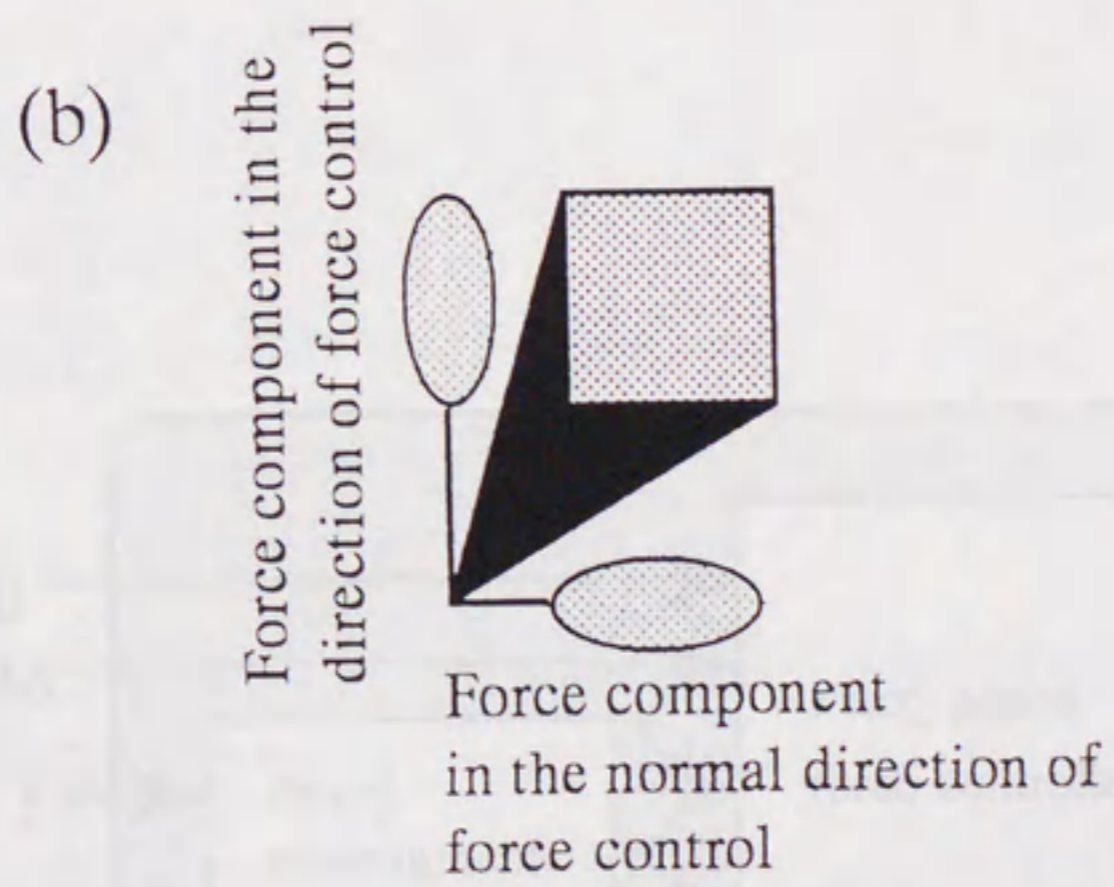 (b)
Force component in the
direction of force control
Force component
in the normal direction of
force control